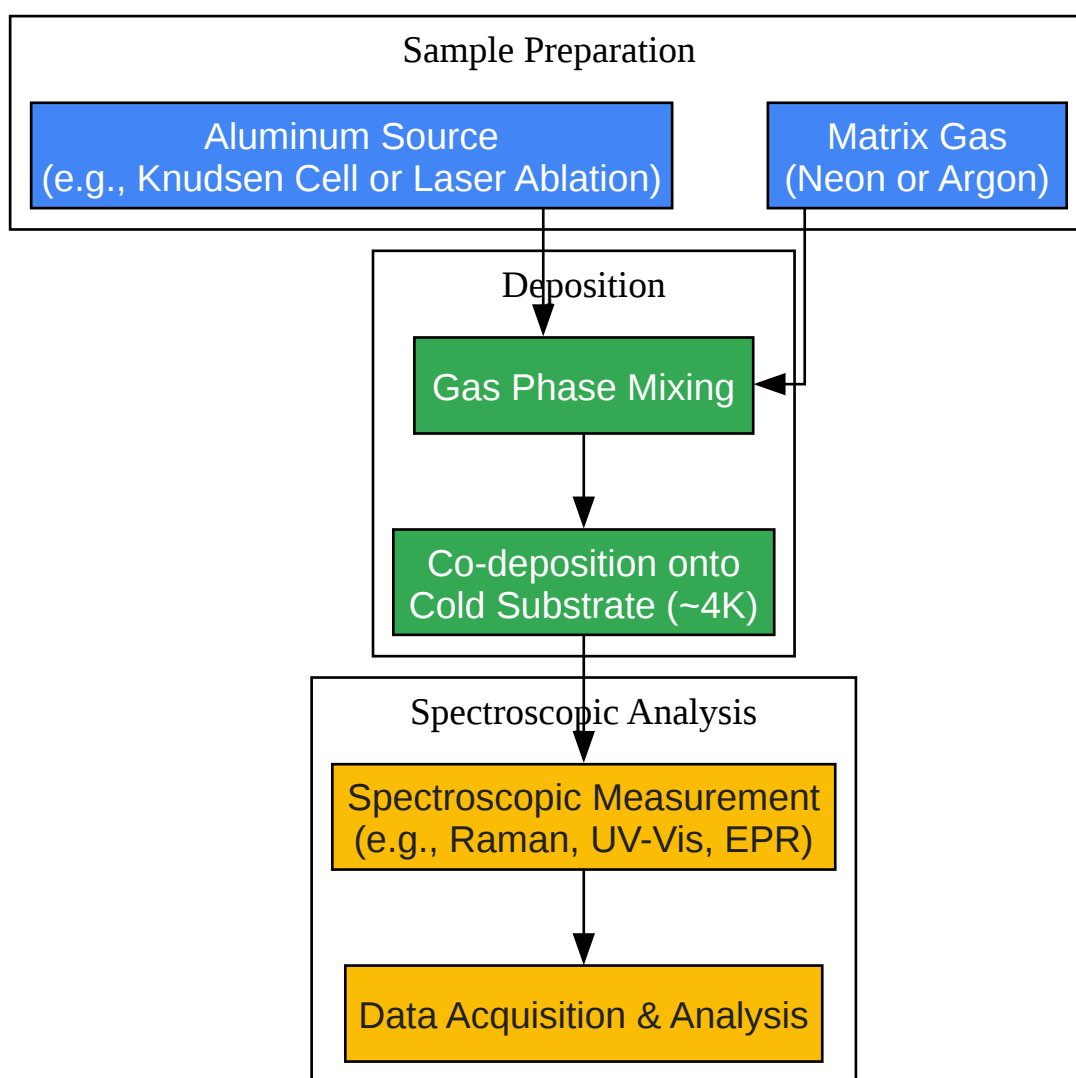 Sample Preparation
Aluminum Source
(e.g., Knudsen Cell or Laser Ablation)
Matrix Gas
(Neon or Argon)
Deposition
Gas Phase Mixing
Co-deposition onto
Cold Substrate (~4K)
Spectroscopic Analysis
Spectroscopic Measurement
(e.g., Raman, UV-Vis, EPR)
Data Acquisition & Analysis